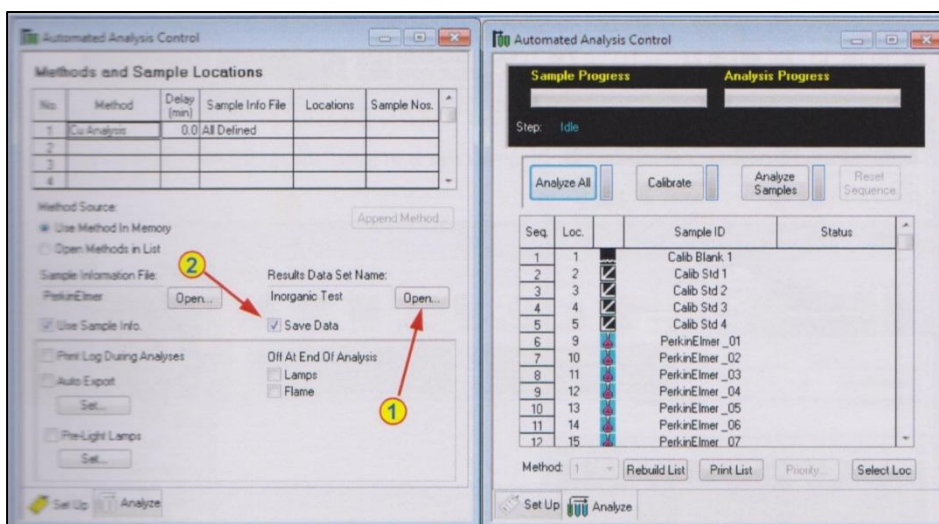 Automated Analysis Control
Methods and Sample Locations
No. Method Delay (min) Sample Info File Locations Sample Nos.
1 Cu Analysis 0.0 All Defined
2
3
4
Method Source:
Use Method In Memory
Append Method...
Open Methods in List
2
Sample Information File:
Results Data Set Name:
PerkinElmer Open...
Inorganic Test Open...
Use Sample Info.
Save Data
Print Log During Analyses
Off At End Of Analysis
Auto Export
Lamps
Flame
Set...
1
Pre-Light Lamps
Set...
Set Up Analyze
Automated Analysis Control
Sample Progress Analysis Progress
Step: Idle
Analyze All Calibrate Analyze Samples Reset Sequence
Seq. Loc. Sample ID Status
1 1 Calib Blank 1
2 2 Calib Std 1
3 3 Calib Std 2
4 4 Calib Std 3
5 5 Calib Std 4
6 9 PerkinElmer _01
7 10 PerkinElmer _02
8 11 PerkinElmer _03
9 12 PerkinElmer _04
10 13 PerkinElmer _05
11 14 PerkinElmer _06
12 15 PerkinElmer 07
Method: 1 Rebuild List Print List Priority... Select Loc
Set Up Analyze